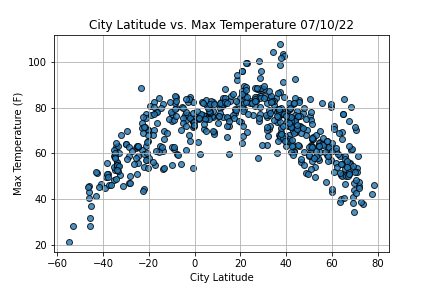 City Latitude vs. Max Temperature 07/10/22
Max Temperature (F)
100
80
60
40
20
−60 −40 −20 0 20 40 60 80
City Latitude